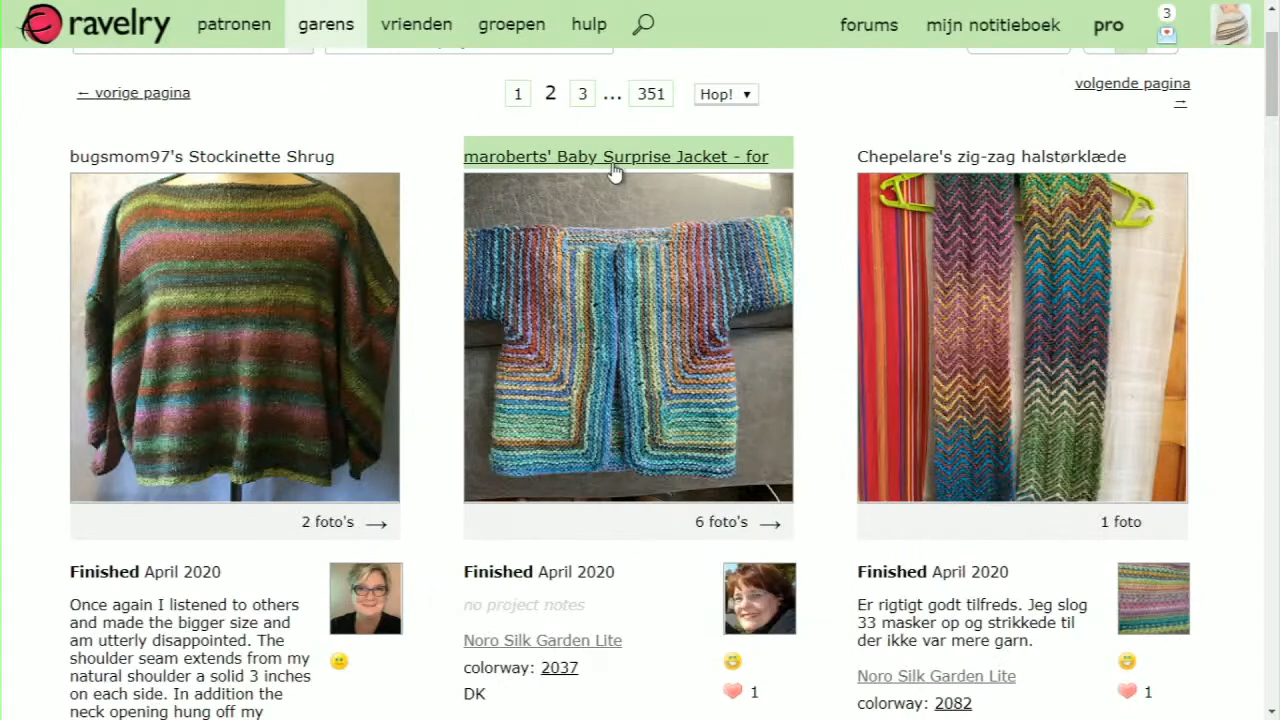 ravelry patronen garens vrienden groepen hulp forums mijn notitieboek pro 3
← vorige pagina 1 2 3 ... 351 Hop! ▼ volgende pagina →
bugsmom97's Stockinette Shrug
2 foto's →
Finished April 2020
Once again I listened to others
and made the bigger size and
am utterly disappointed. The
shoulder seam extends from my
natural shoulder a solid 3 inches
on each side. In addition the
neck opening hung off my
maroberts' Baby Surprise Jacket - for
6 foto's →
Finished April 2020
no project notes
Noro Silk Garden Lite
colorway: 2037
DK
1
Chepelare's zig-zag halstørklæde
1 foto
Finished April 2020
Er rigtigt godt tilfreds. Jeg slog
33 masker op og strikkede til
der ikke var mere garn.
Noro Silk Garden Lite
colorway: 2082
1